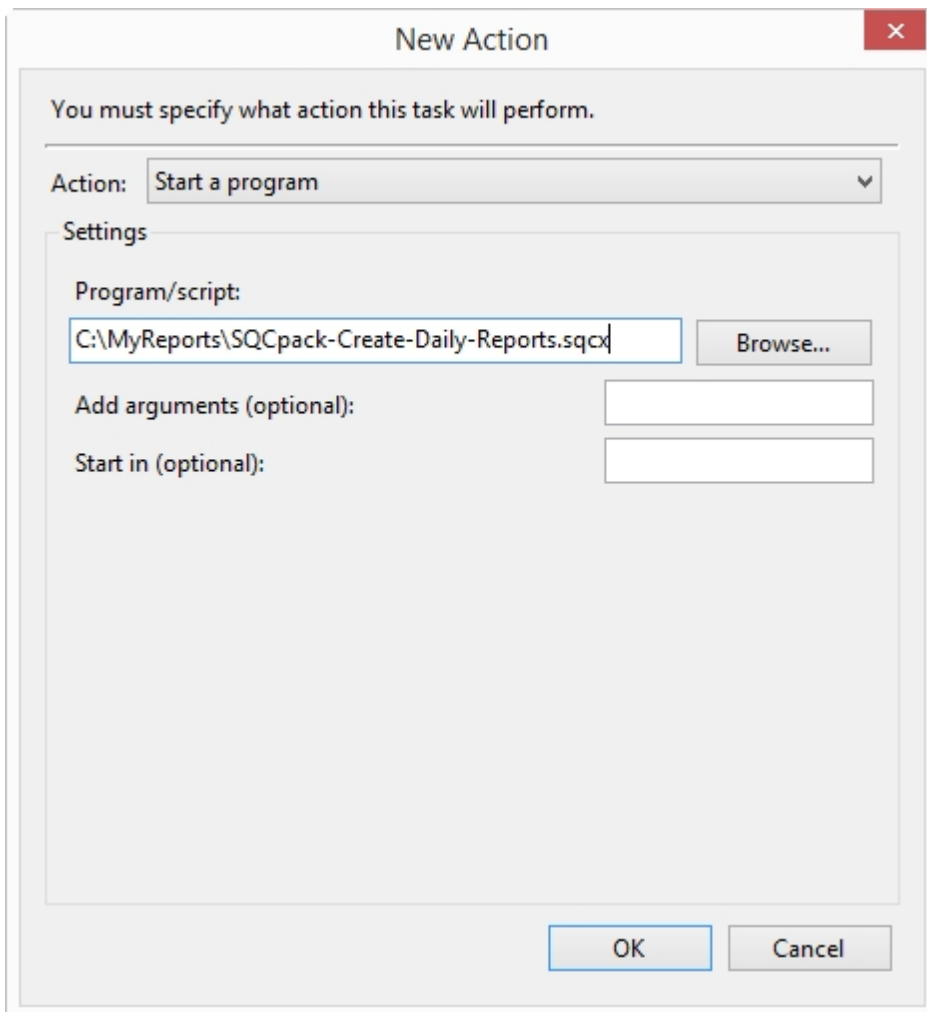 New Action
You must specify what action this task will perform.
Action: Start a program
Settings
Program/script:
C:\MyReports\SQCpack-Create-Daily-Reports.sqcx Browse...
Add arguments (optional):
Start in (optional):
OK Cancel